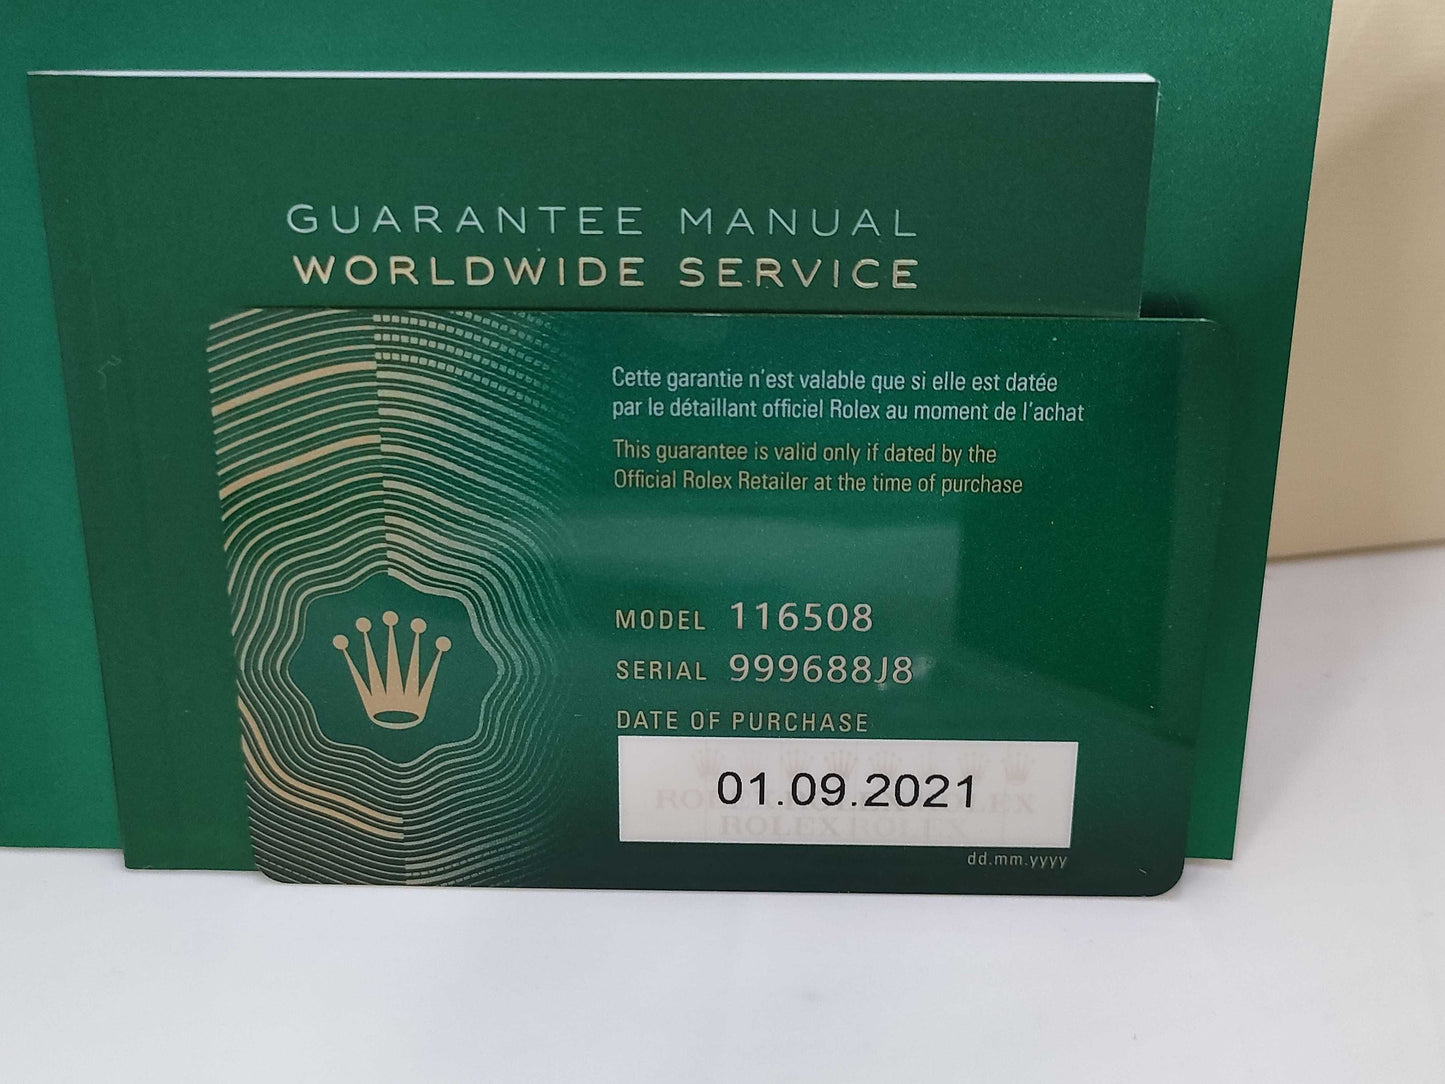 GUARANTEE MANUAL
WORLDWIDE SERVICE
Cette garantie n'est valable que si elle est datée
par le détaillant officiel Rolex au moment de l'achat
This guarantee is valid only if dated by the
Official Rolex Retailer at the time of purchase
MODEL 116508
SERIAL 999688J8
DATE OF PURCHASE
01.09.2021
ROLEX ROLEX
dd.mm.yyyy